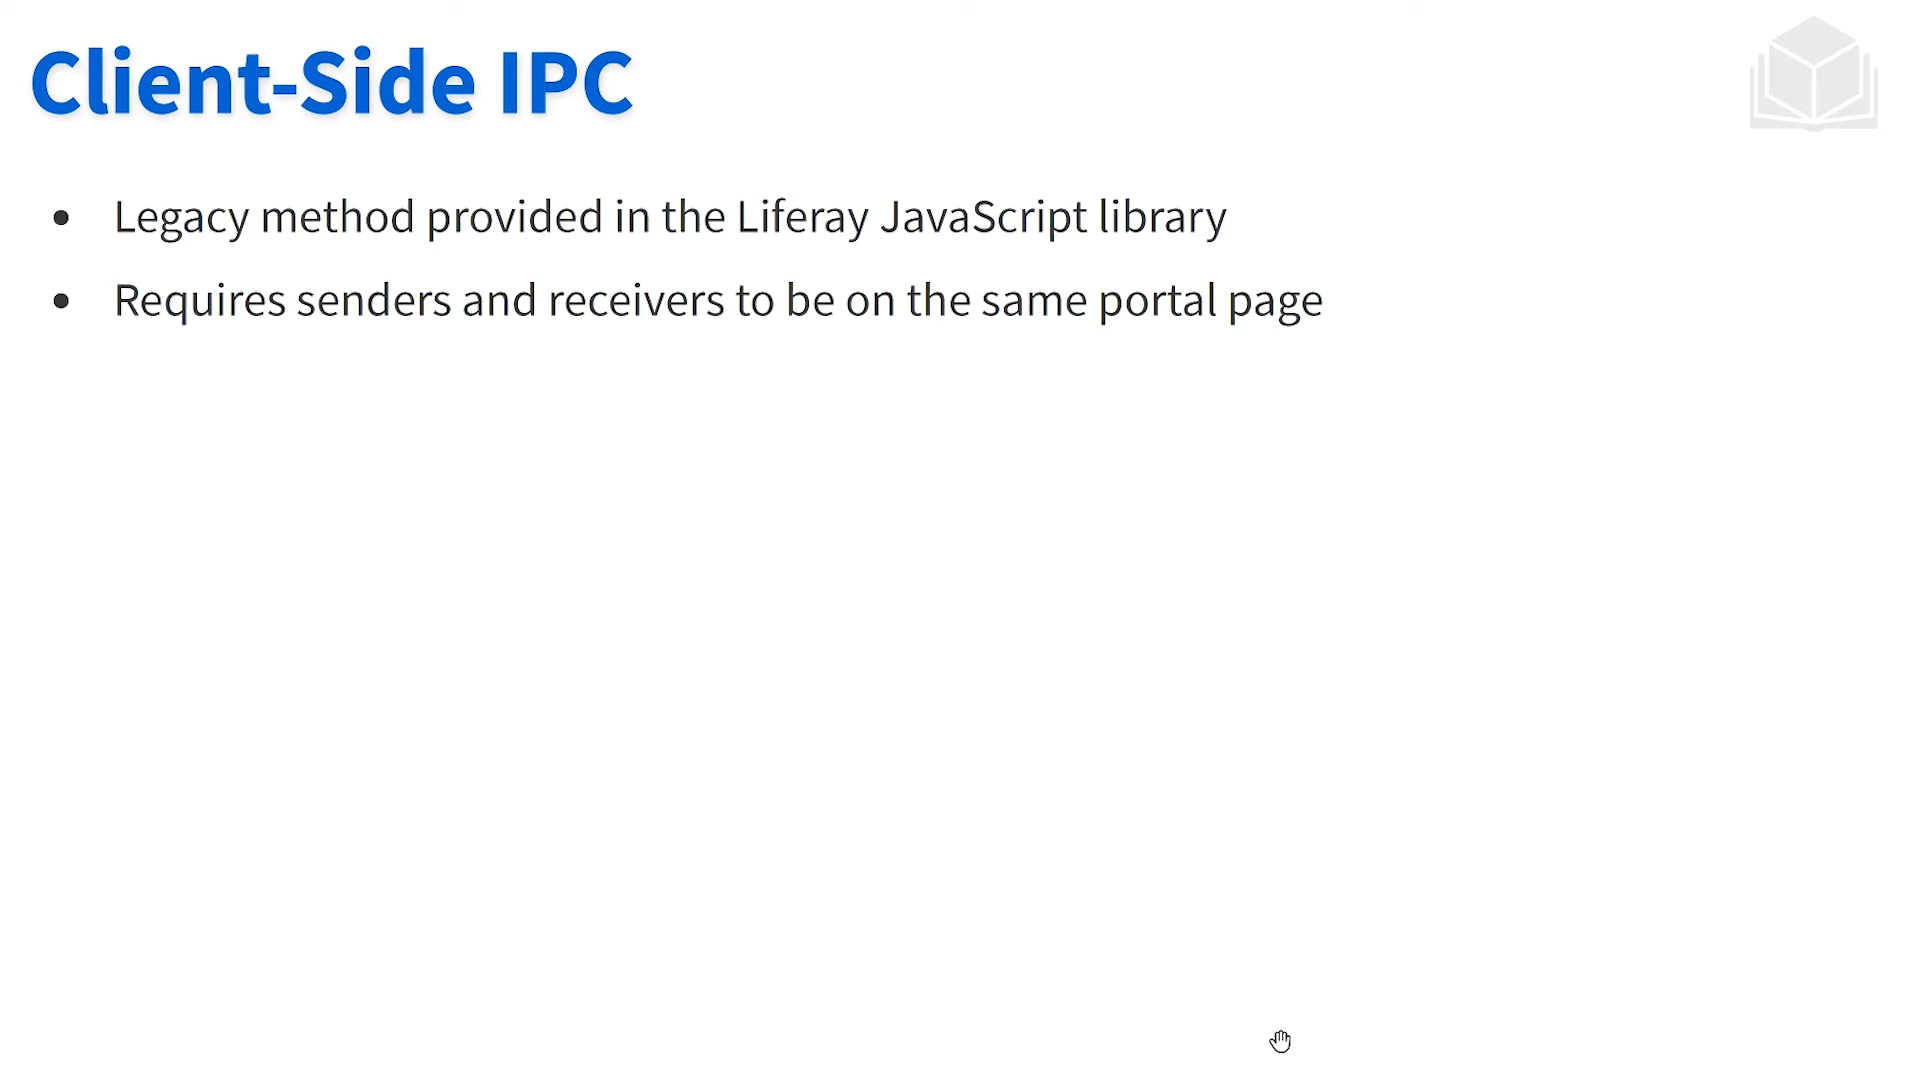 Client-Side IPC
• Legacy method provided in the Liferay JavaScript library
• Requires senders and receivers to be on the same portal page